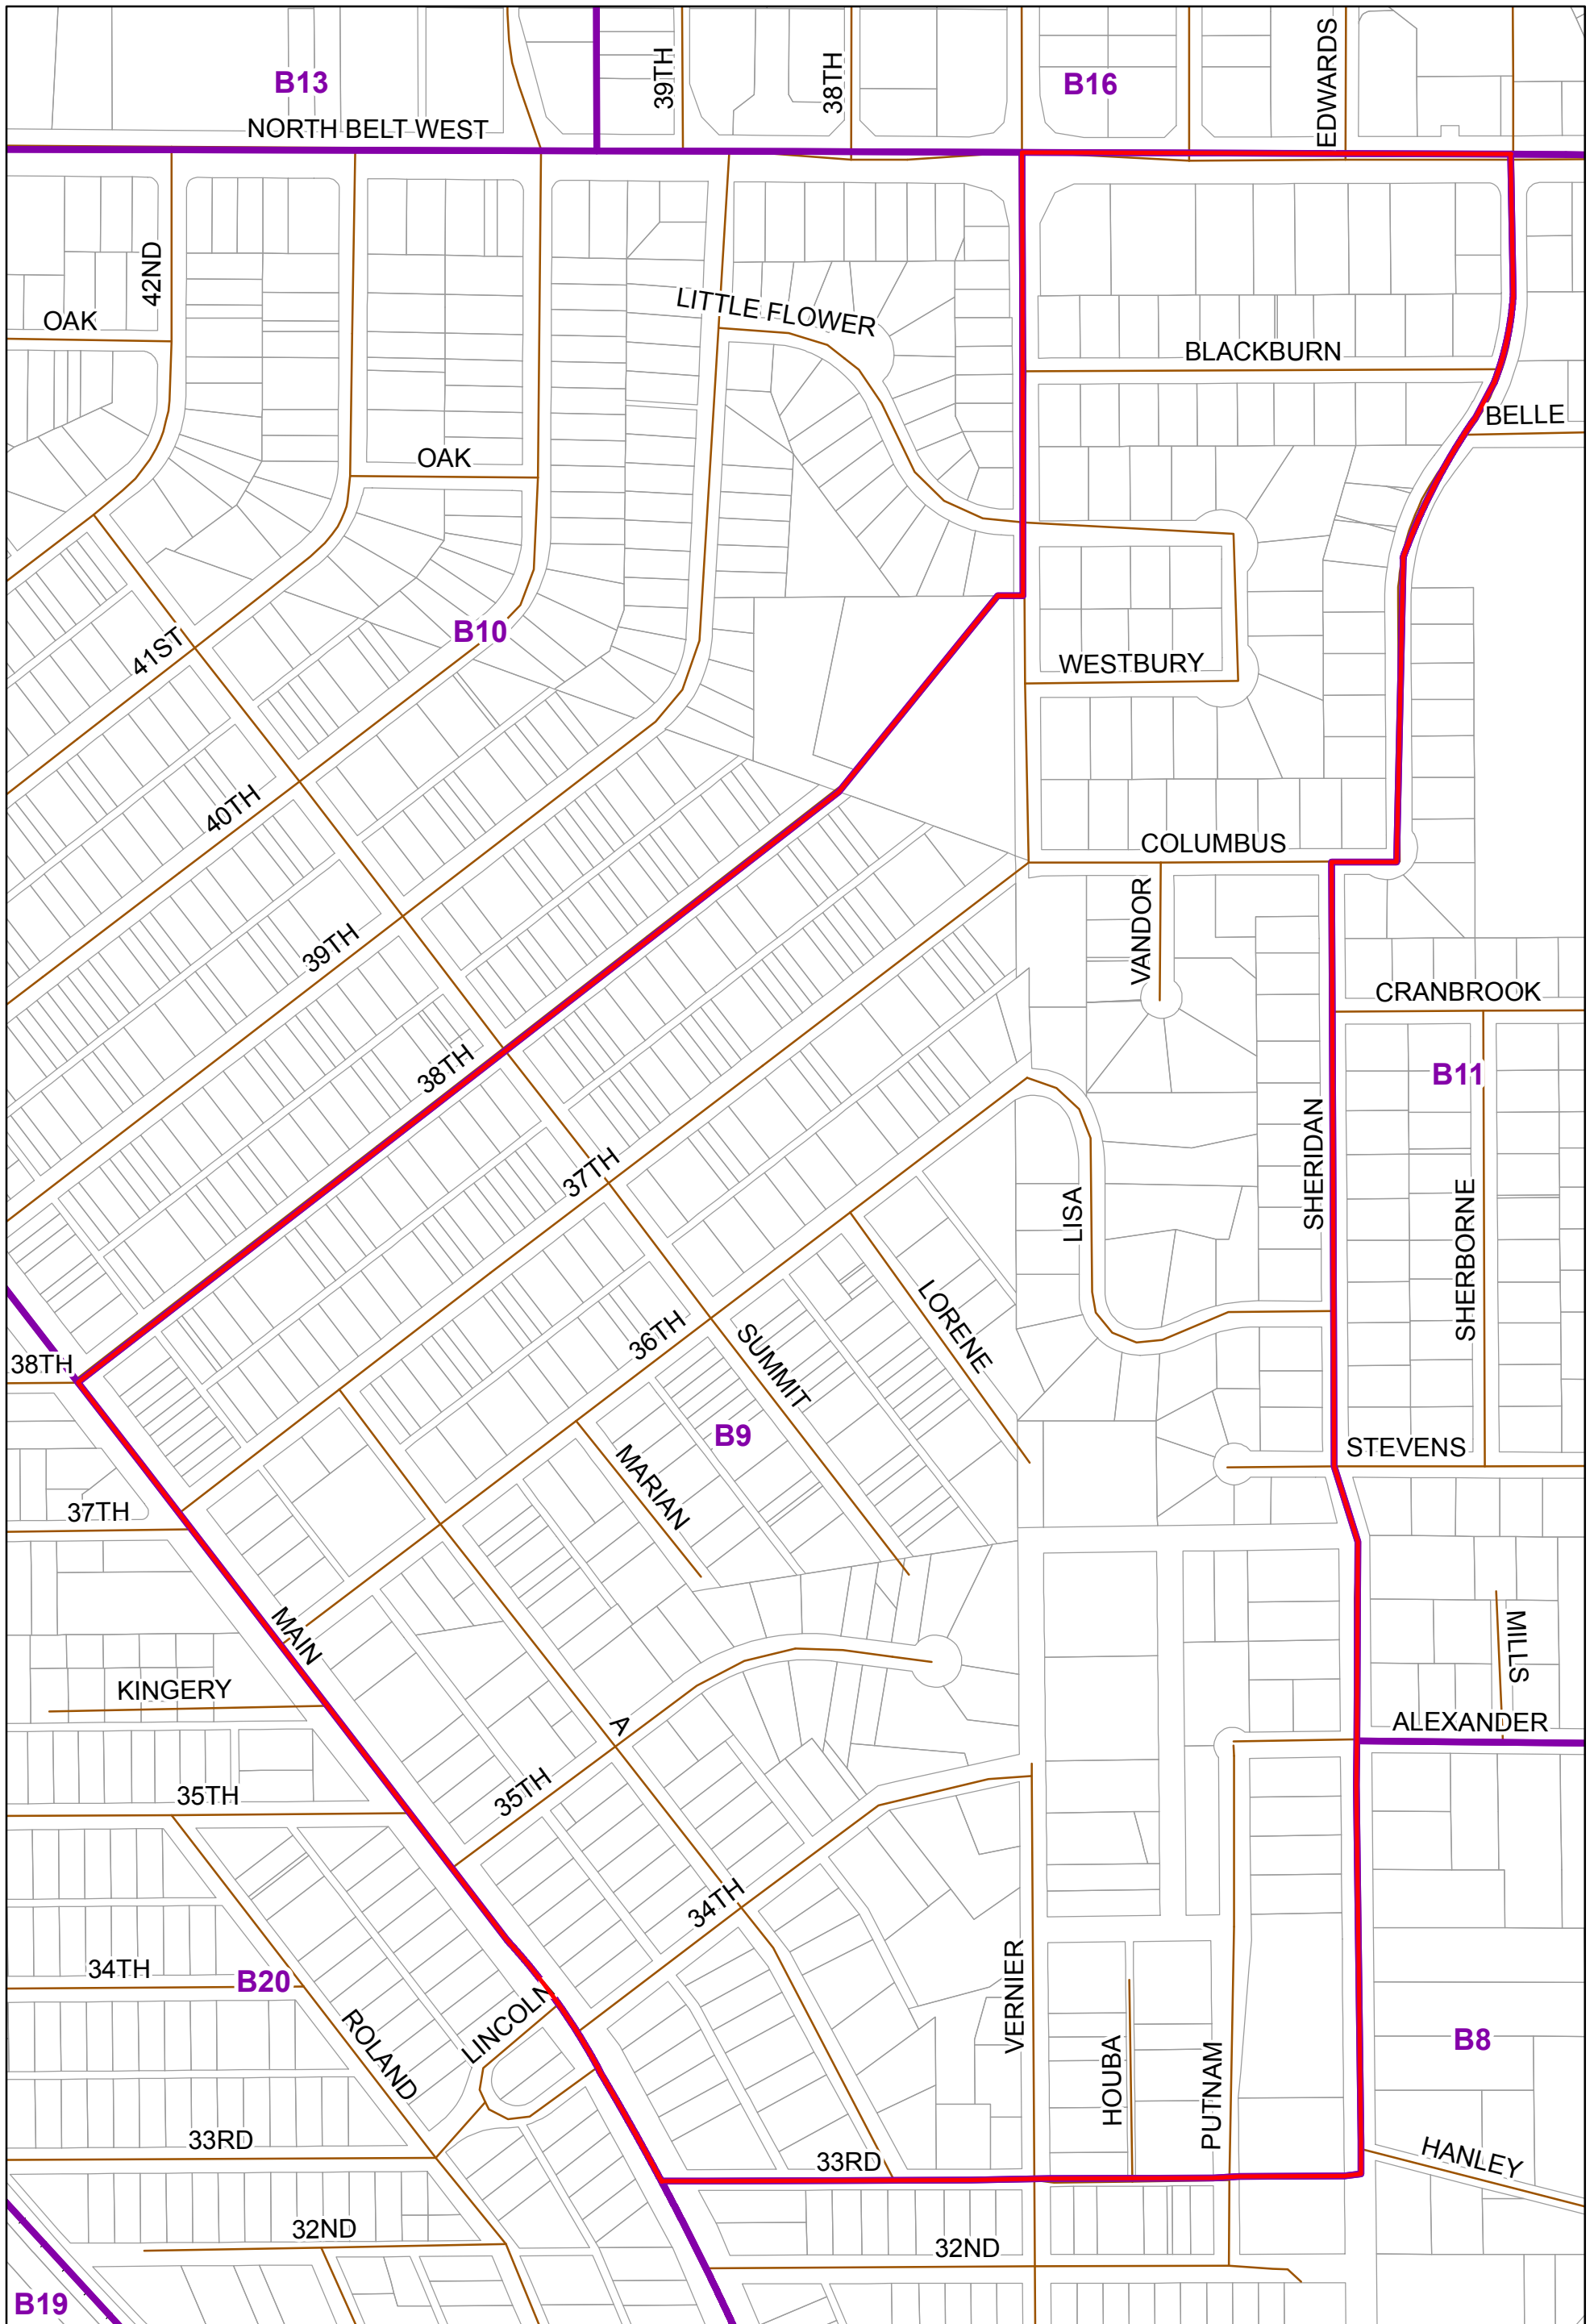 B13
39TH
38TH
B16
EDWARDS
NORTH BELT WEST
42ND
OAK
LITTLE FLOWER
BLACKBURN
BELLE
OAK
41ST
B10
WESTBURY
40TH
COLUMBUS
VANDOR
39TH
CRANBROOK
38TH
B11
37TH
SHERIDAN
LISA
SHERBORNE
LORENE
36TH
SUMMIT
38TH
B9
STEVENS
MARIAN
37TH
MAIN
MILLS
KINGERY
A
ALEXANDER
35TH
35TH
34TH
34TH
B20
VERNIER
LINCOLN
ROLAND
HOUBA
PUTNAM
B8
33RD
33RD
HANLEY
32ND
32ND
B19